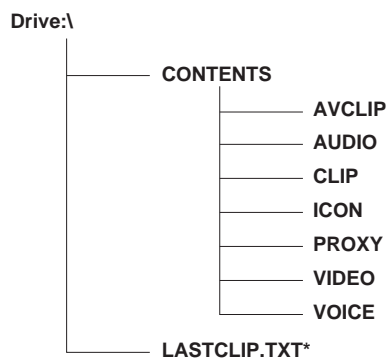 Drive:\
CONTENTS
AVCLIP
AUDIO
CLIP
ICON
PROXY
VIDEO
VOICE
LASTCLIP.TXT*